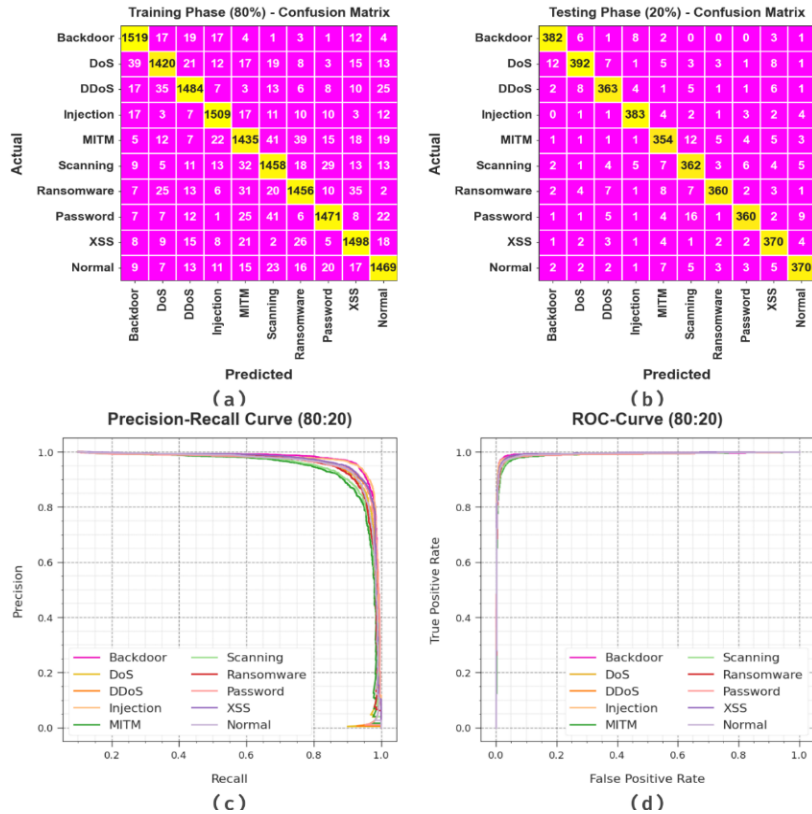 Training Phase (80%) - Confusion Matrix
Backdoor 1519 17 19 17 4 1 3 1 12 4
DoS 39 1420 21 12 17 19 8 3 15 13
DDoS 17 35 1484 7 3 13 6 8 10 25
Injection 17 3 7 1509 17 11 10 10 3 12
MITM 5 12 7 22 1435 41 39 15 18 19
Scanning 9 5 11 13 32 1458 18 29 13 13
Ransomware 7 25 13 6 31 20 1456 10 35 2
Password 7 7 12 1 25 41 6 1471 8 22
XSS 8 9 15 8 21 2 26 5 1498 18
Normal 9 7 13 11 15 23 16 20 17 1469
Actual
Backdoor DoS DDoS Injection MITM Scanning Ransomware Password XSS Normal
Predicted
(a)
Testing Phase (20%) - Confusion Matrix
Backdoor 382 6 1 8 2 0 0 0 3 1
DoS 12 392 7 1 5 3 3 1 8 1
DDoS 2 8 363 4 1 5 1 1 6 1
Injection 0 1 1 383 4 2 1 3 2 4
MITM 1 1 1 9 354 12 5 4 4 2
Scanning 2 1 4 5 5 362 3 6 4 5
Ransomware 2 4 7 1 8 7 360 2 3 1
Password 1 1 5 1 4 16 1 360 2 9
XSS 1 2 3 1 4 1 2 2 370 4
Normal 2 2 2 1 7 5 3 3 5 370
Actual
Backdoor DoS DDoS Injection MITM Scanning Ransomware Password XSS Normal
Predicted
(b)
Precision-Recall Curve (80:20)
1.0
0.8
0.6
0.4
0.2
0.0
Precision
Backdoor Scanning
DoS Ransomware
DDoS Password
Injection XSS
MITM Normal
0.2 0.4 0.6 0.8 1.0
Recall
(c)
ROC-Curve (80:20)
1.0
0.8
0.6
0.4
0.2
0.0
True Positive Rate
Backdoor Scanning
DoS Ransomware
DDoS Password
Injection XSS
MITM Normal
0.0 0.2 0.4 0.6 0.8 1.0
False Positive Rate
(d)